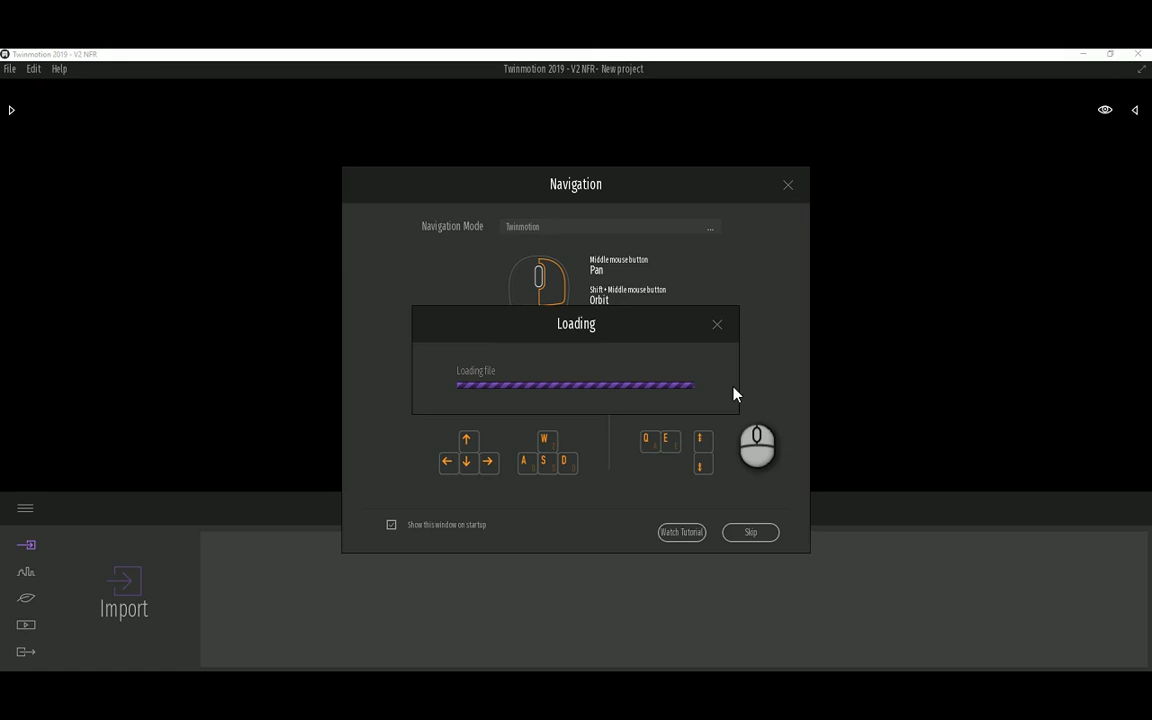 Twinmotion 2019 - V2 NFR
File Edit Help
Twinmotion 2019 - V2 NFR- New project
Navigation
Navigation Mode
Twinmotion
...
Middle mouse button
Pan
Shift + Middle mouse button
Orbit
Loading
Loading file
W
A S D
Q E
Show this window on startup
Watch Tutorial
Skip
Import